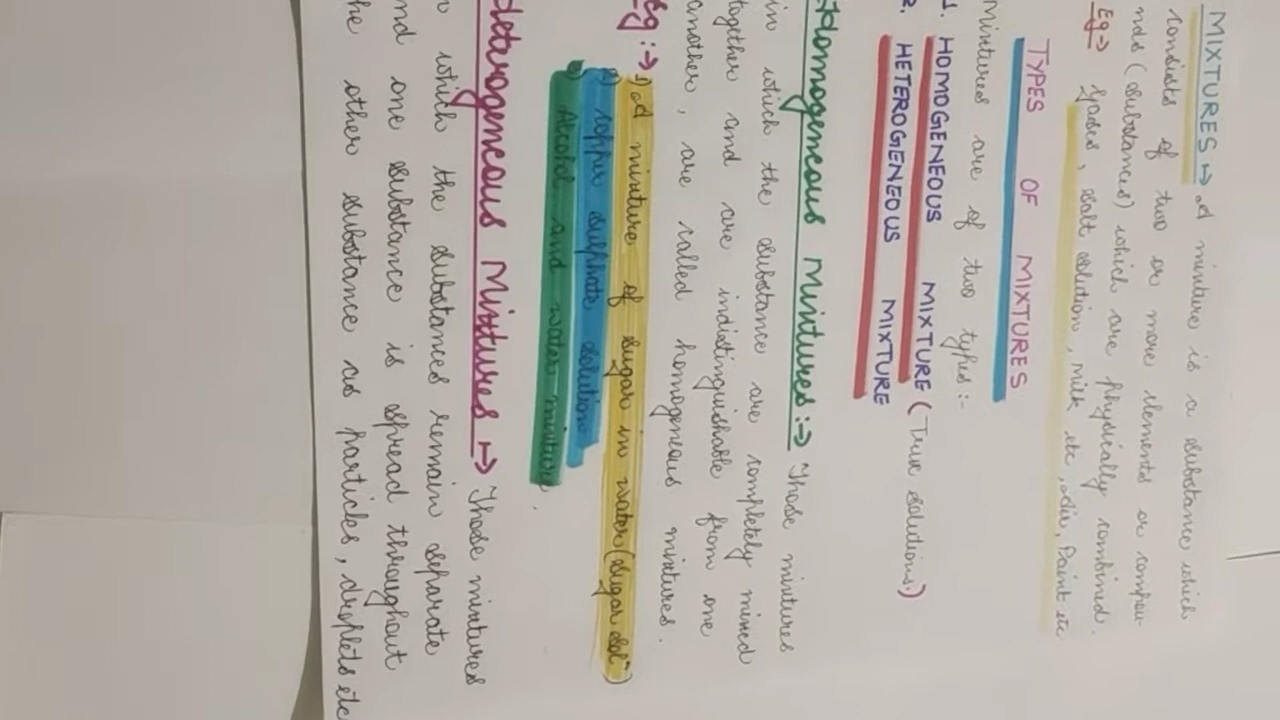 MIXTURES → A mixture is a substance which
consists of two or more elements or compou-
nds (substances) which are physically combined.
Eg → gases, salt solution, milk etc, Paint etc
TYPES OF MIXTURES
Mixtures are of two types :-
1. HOMOGENEOUS MIXTURE (True solutions.)
2. HETEROGENEOUS MIXTURE
Homogeneous Mixtures :→ Those mixtures
in which the substance are completely mixed
together and are indistinguishable from one
another, are called homogeneous mixtures.
Eg :→ 1) A mixture of sugar in water (sugar solⁿ)
2) copper sulphate solution
3) Alcohol and water mixture.
Heterogeneous Mixtures → Those mixtures
in which the substances remain separate
and one substance is spread throughout
the other substance as particles, droplets etc